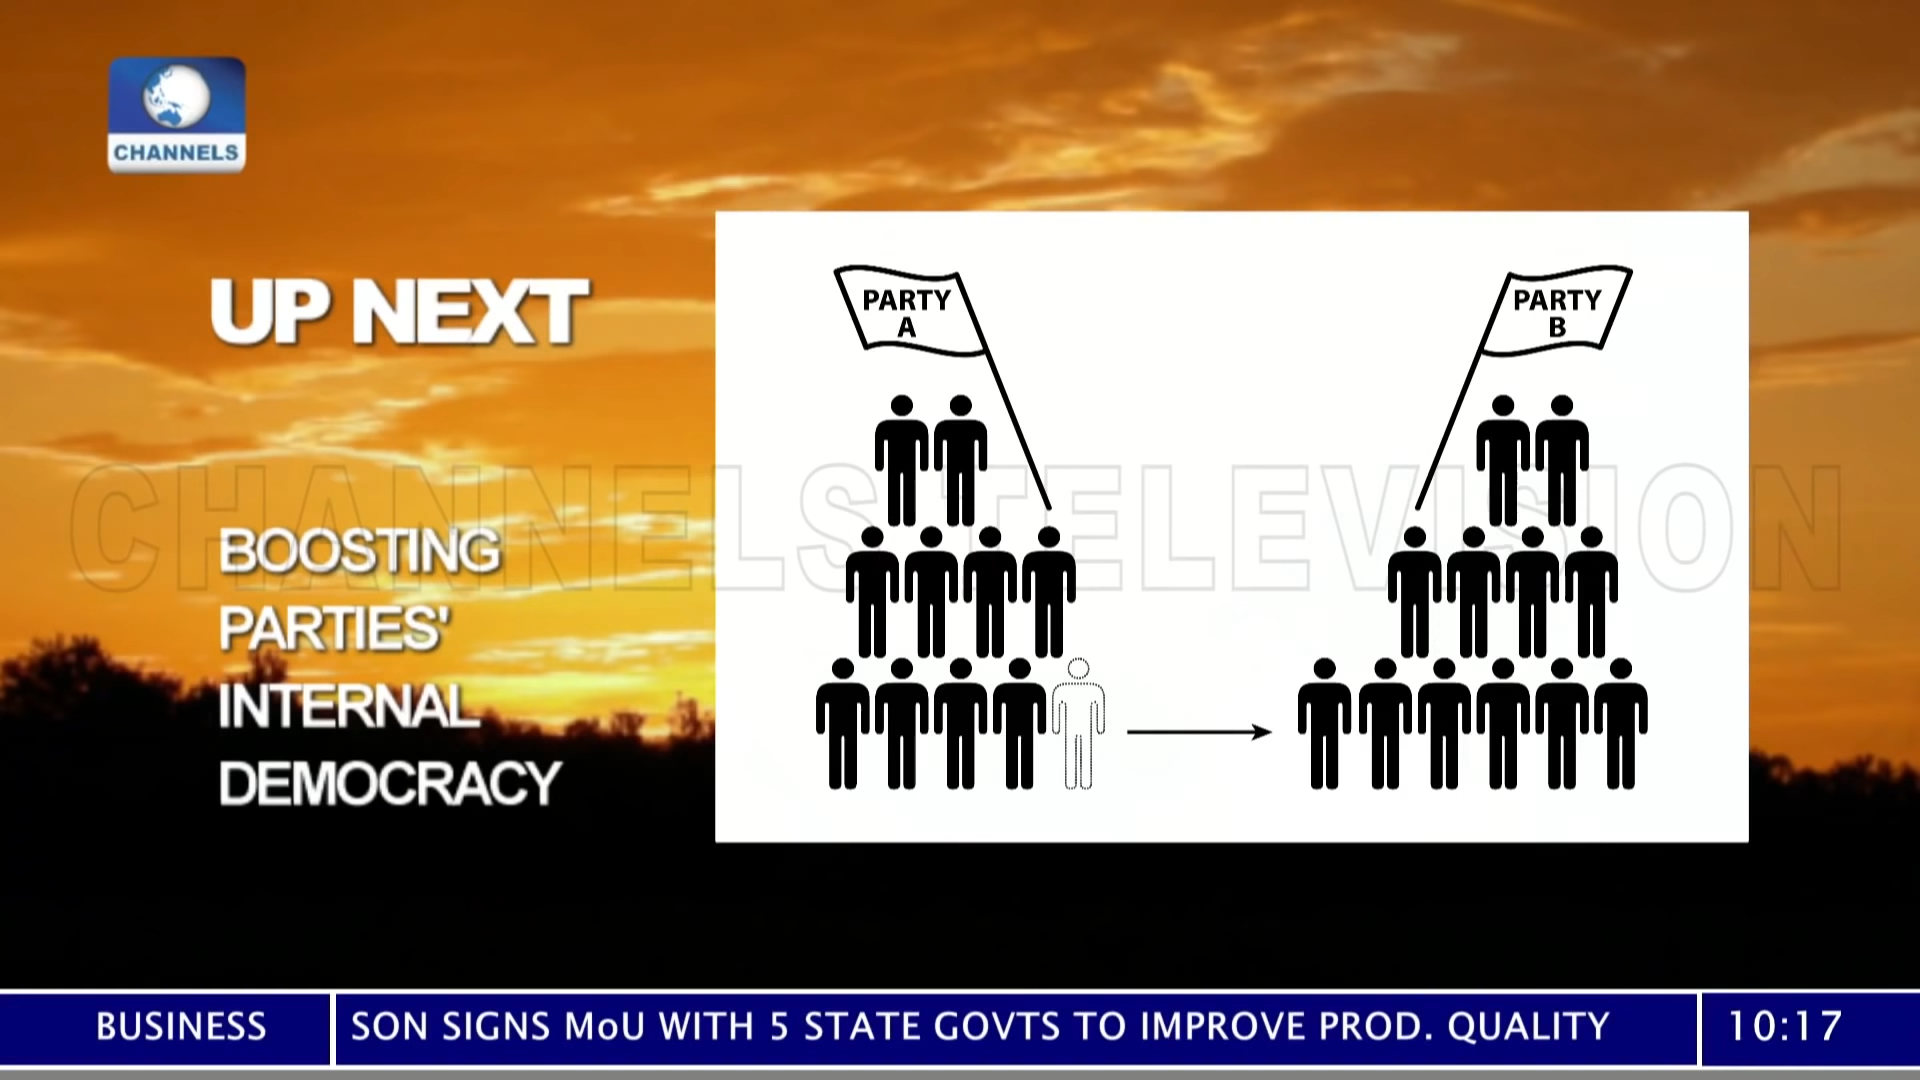 CHANNELS
UP NEXT
PARTY
A
PARTY
B
CHANNELS TELEVISION
BOOSTING
PARTIES'
INTERNAL
DEMOCRACY
BUSINESS
SON SIGNS MoU WITH 5 STATE GOVTS TO IMPROVE PROD. QUALITY
10:17